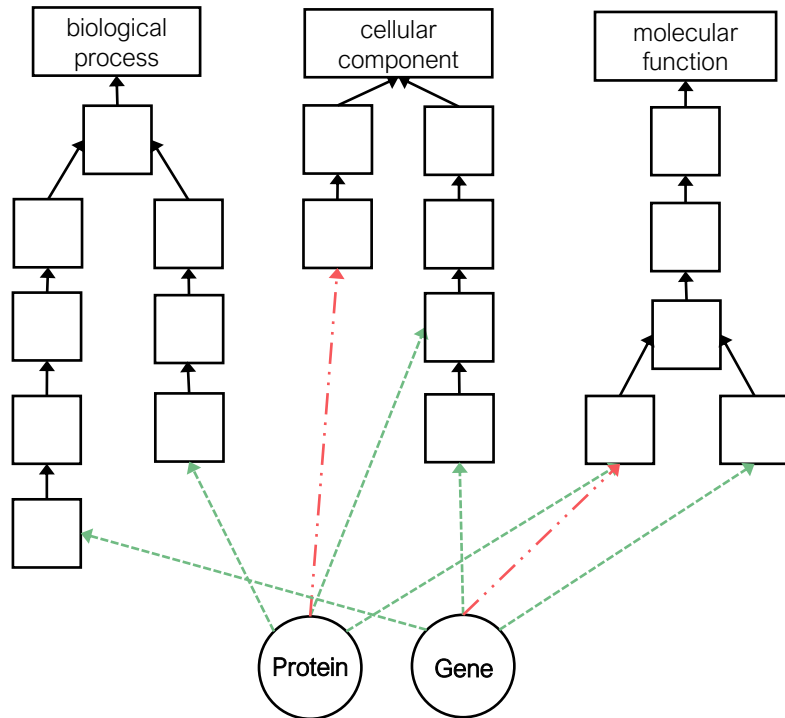 biological
process
cellular
component
molecular
function
Protein
Gene